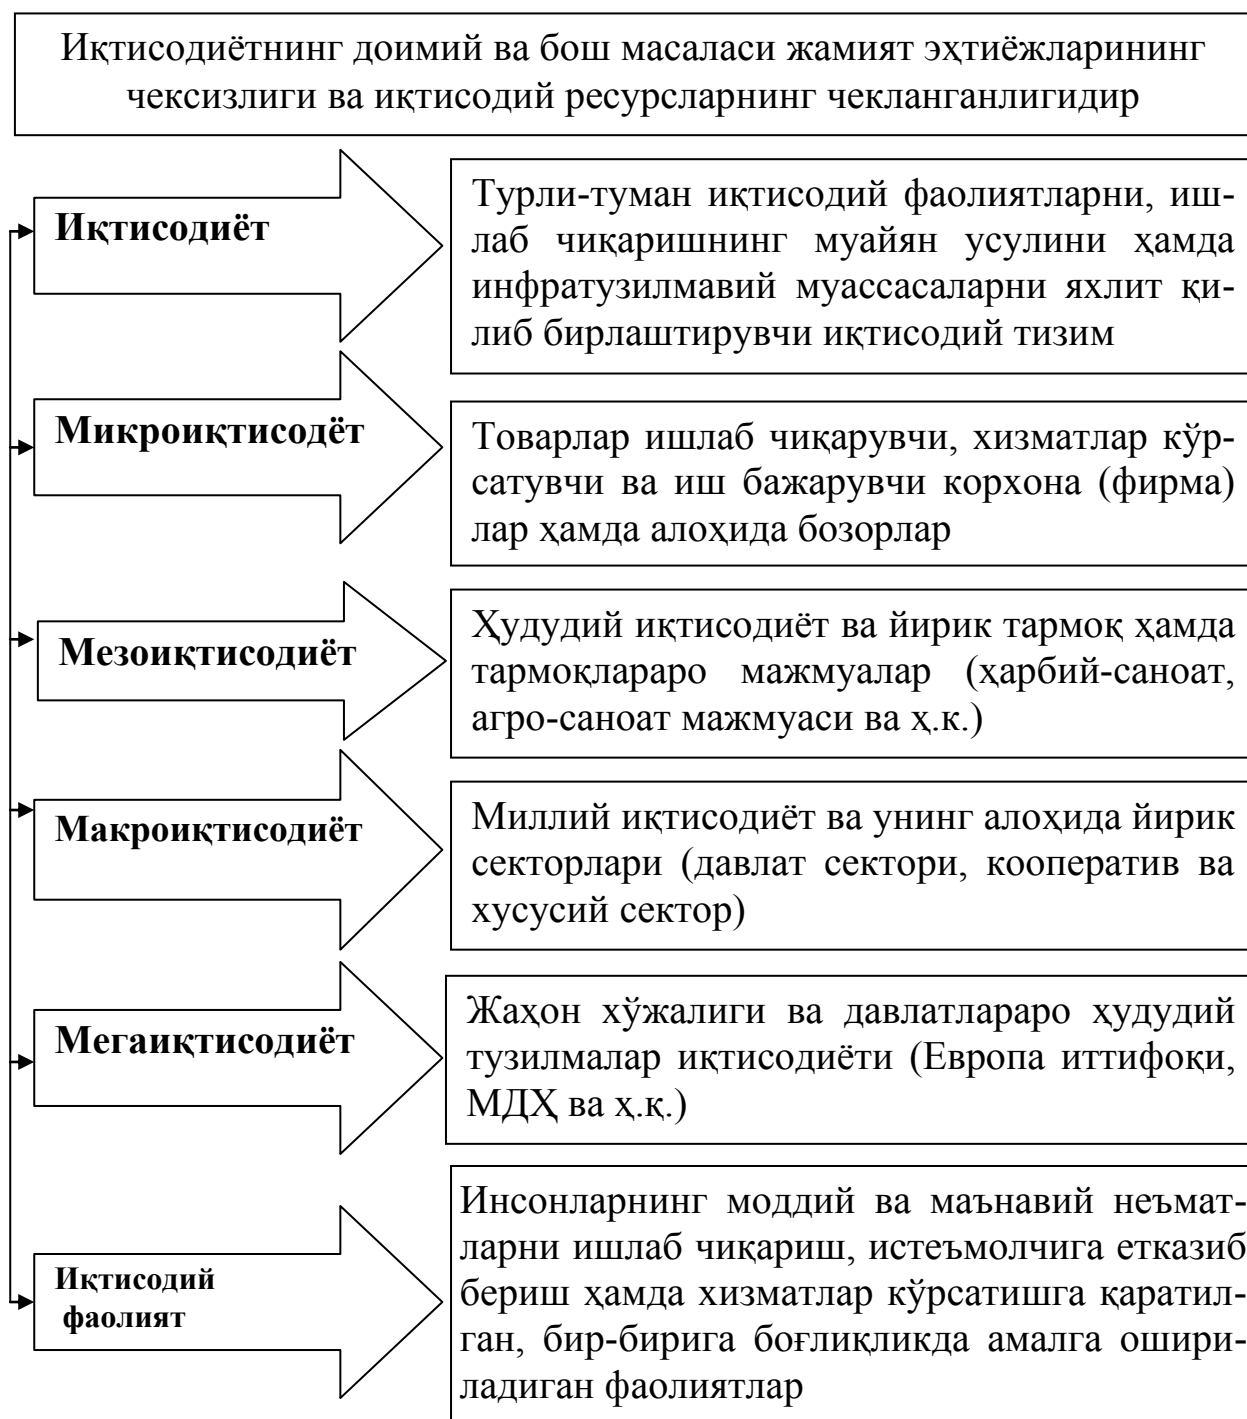 Иқтисодиётнинг доимий ва бош масаласи жамият эҳтиёжларининг
чексизлиги ва иқтисодий ресурсларнинг чекланганлигидир
Иқтисодиёт
Турли-туман иқтисодий фаолиятларни, иш-
лаб чиқаришнинг муайян усулини ҳамда
инфратузилмавий муассасаларни яхлит қи-
либ бирлаштирувчи иқтисодий тизим
Микроиқтисодёт
Товарлар ишлаб чиқарувчи, хизматлар кўр-
сатувчи ва иш бажарувчи корхона (фирма)
лар ҳамда алоҳида бозорлар
Мезоиқтисодиёт
Ҳудудий иқтисодиёт ва йирик тармоқ ҳамда
тармоқлараро мажмуалар (ҳарбий-саноат,
агро-саноат мажмуаси ва ҳ.к.)
Макроиқтисодиёт
Миллий иқтисодиёт ва унинг алоҳида йирик
секторлари (давлат сектори, кооператив ва
хусусий сектор)
Мегаиқтисодиёт
Жаҳон хўжалиги ва давлатлараро ҳудудий
тузилмалар иқтисодиёти (Европа иттифоқи,
МДҲ ва ҳ.қ.)
Иқтисодий
фаолият
Инсонларнинг моддий ва маънавий неъмат-
ларни ишлаб чиқариш, истеъмолчига етказиб
бериш ҳамда хизматлар кўрсатишга қаратил-
ган, бир-бирига боғлиқликда амалга ошири-
ладиган фаолиятлар